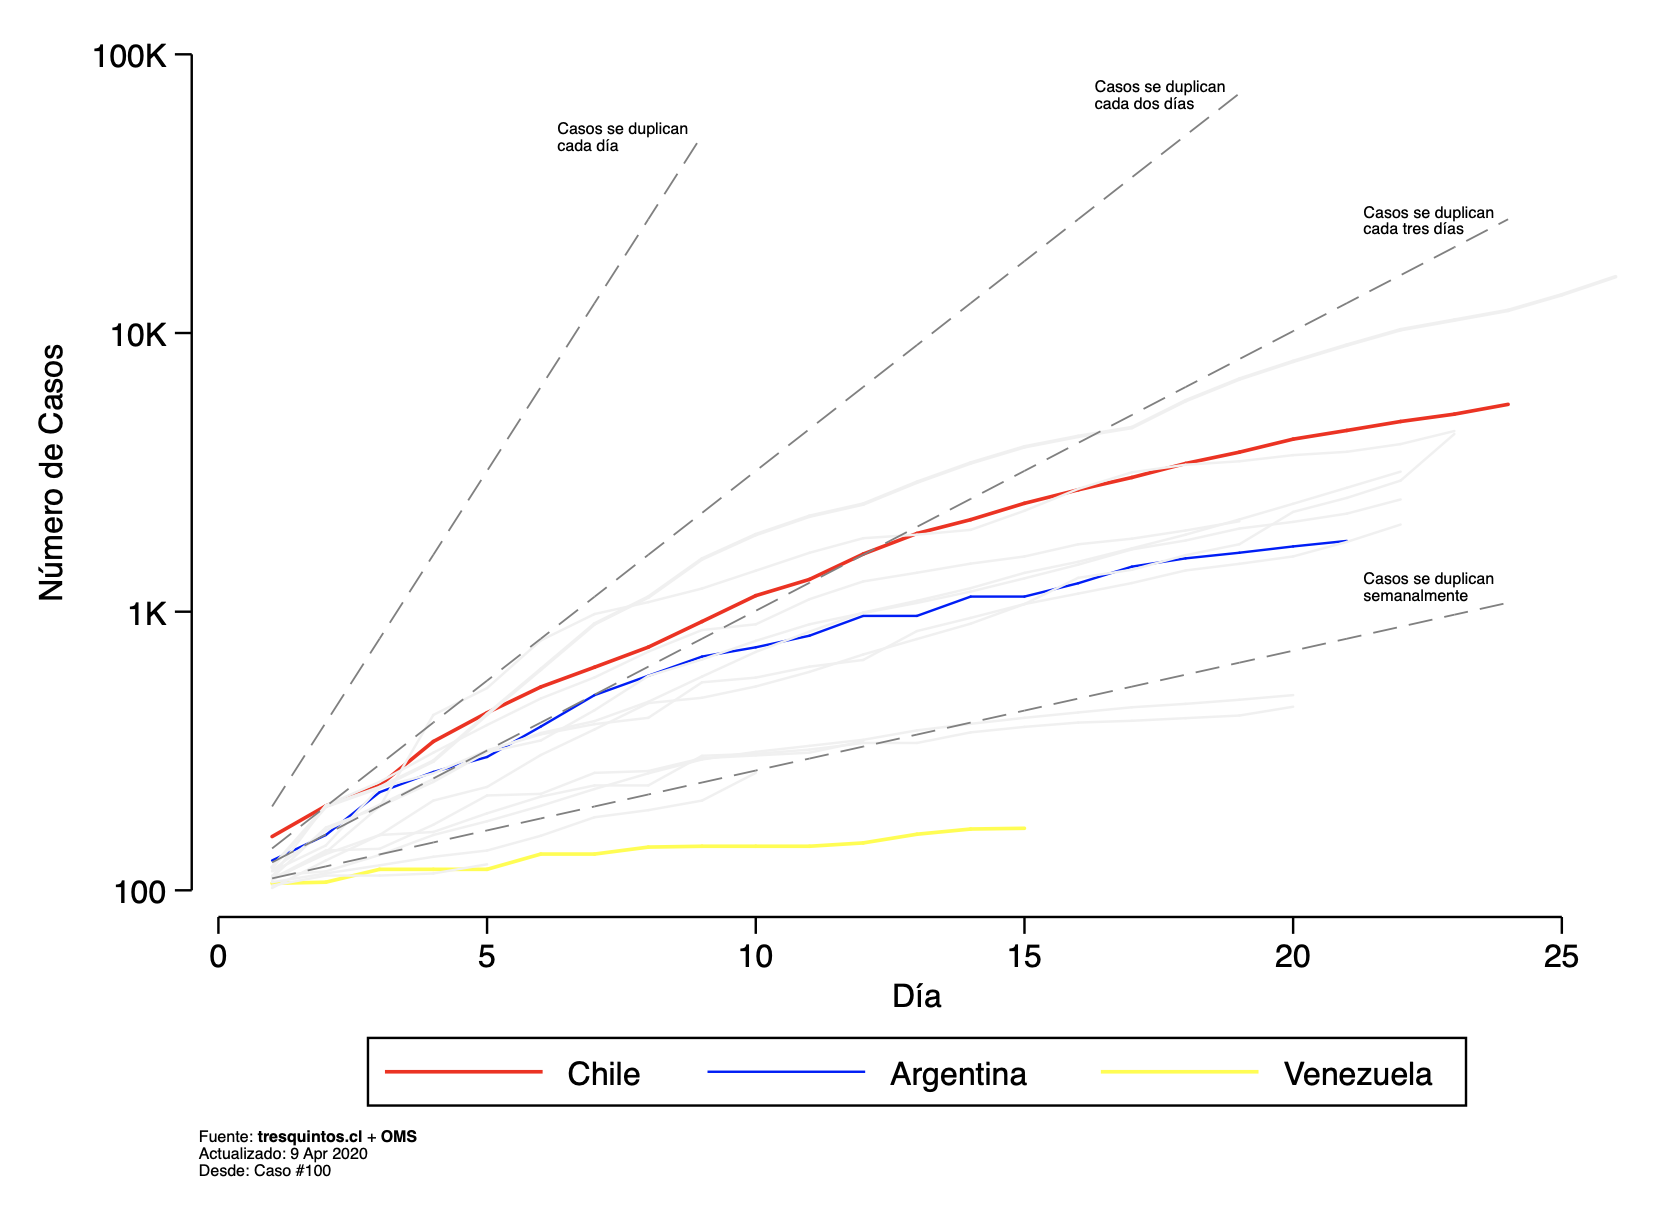 100K
Casos se duplican
cada dos días
Casos se duplican
cada día
Casos se duplican
cada tres días
10K
Número de Casos
1K
Casos se duplican
semanalmente
100
0 5 10 15 20 25
Día
Chile Argentina Venezuela
Fuente: tresquintos.cl + OMS
Actualizado: 9 Apr 2020
Desde: Caso #100